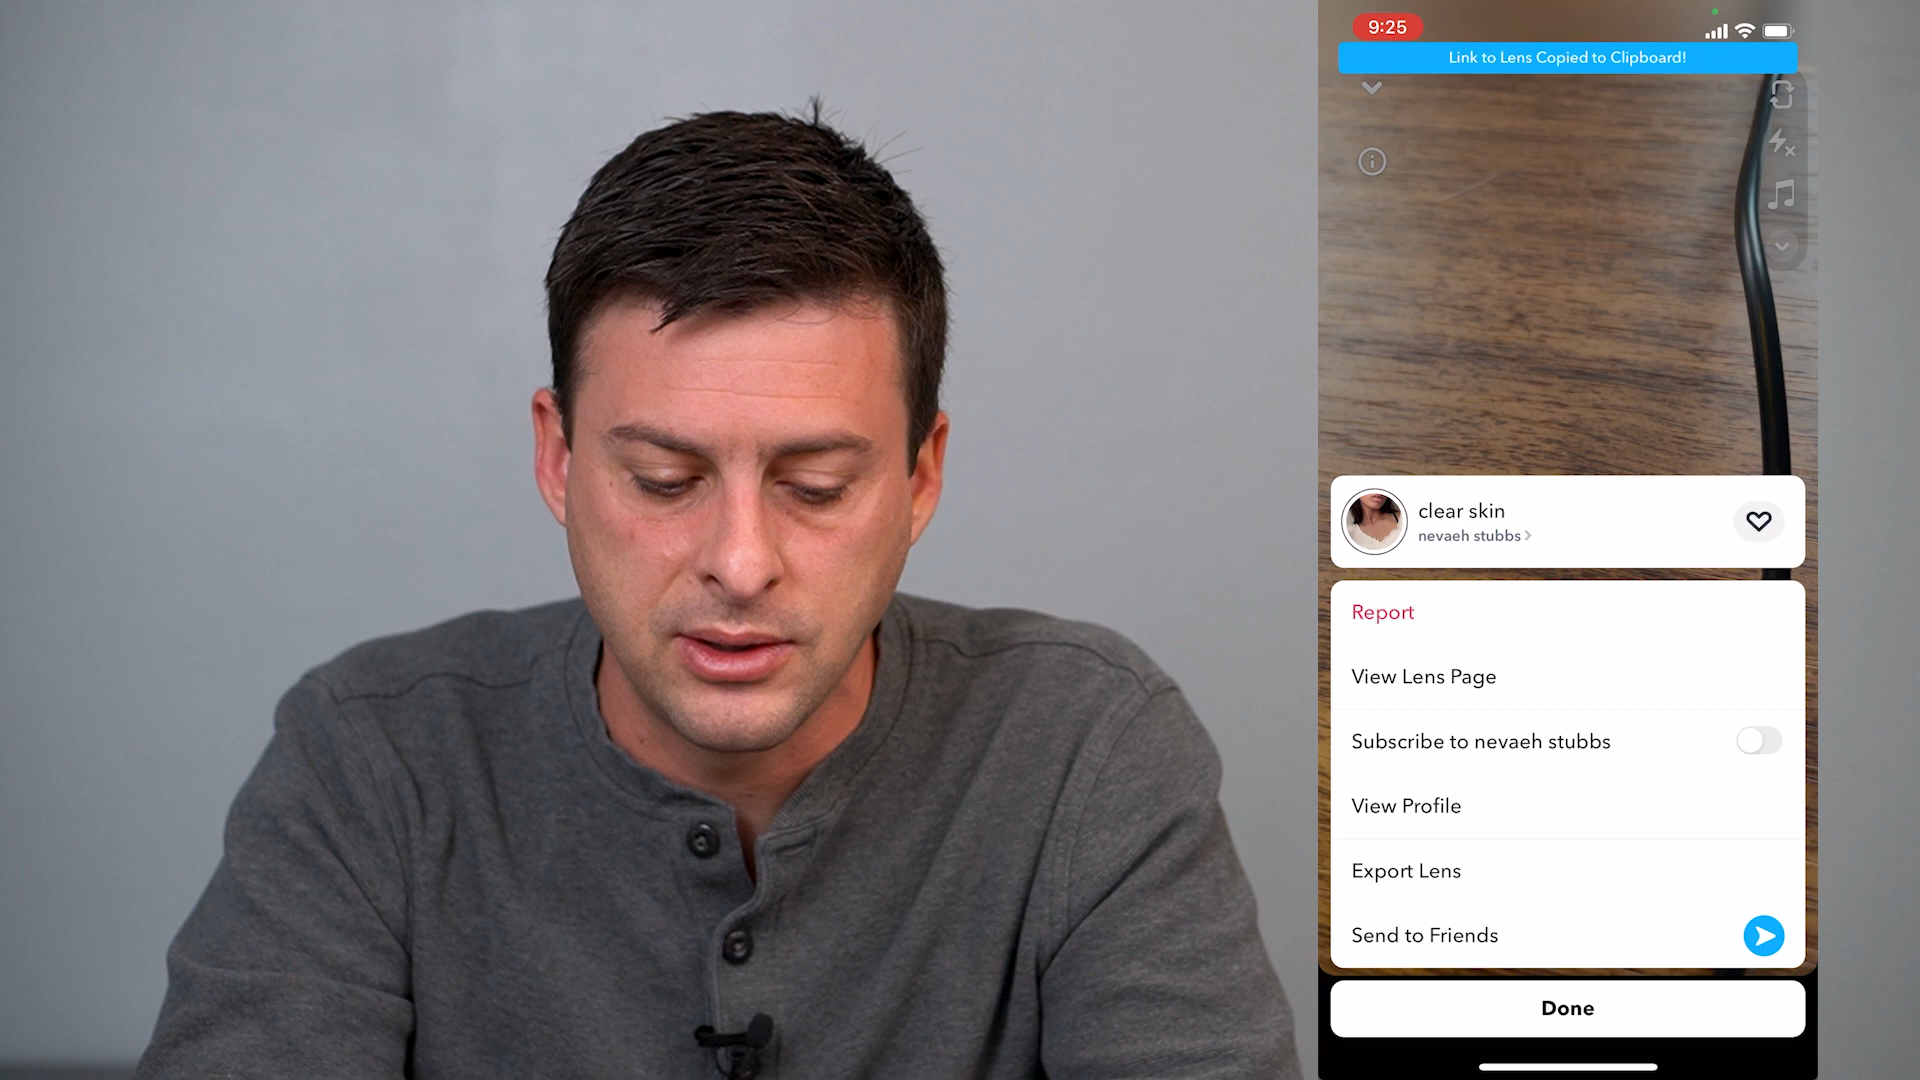 9:25
Link to Lens Copied to Clipboard!
clear skin
nevaeh stubbs
Report
View Lens Page
Subscribe to nevaeh stubbs
View Profile
Export Lens
Send to Friends
Done